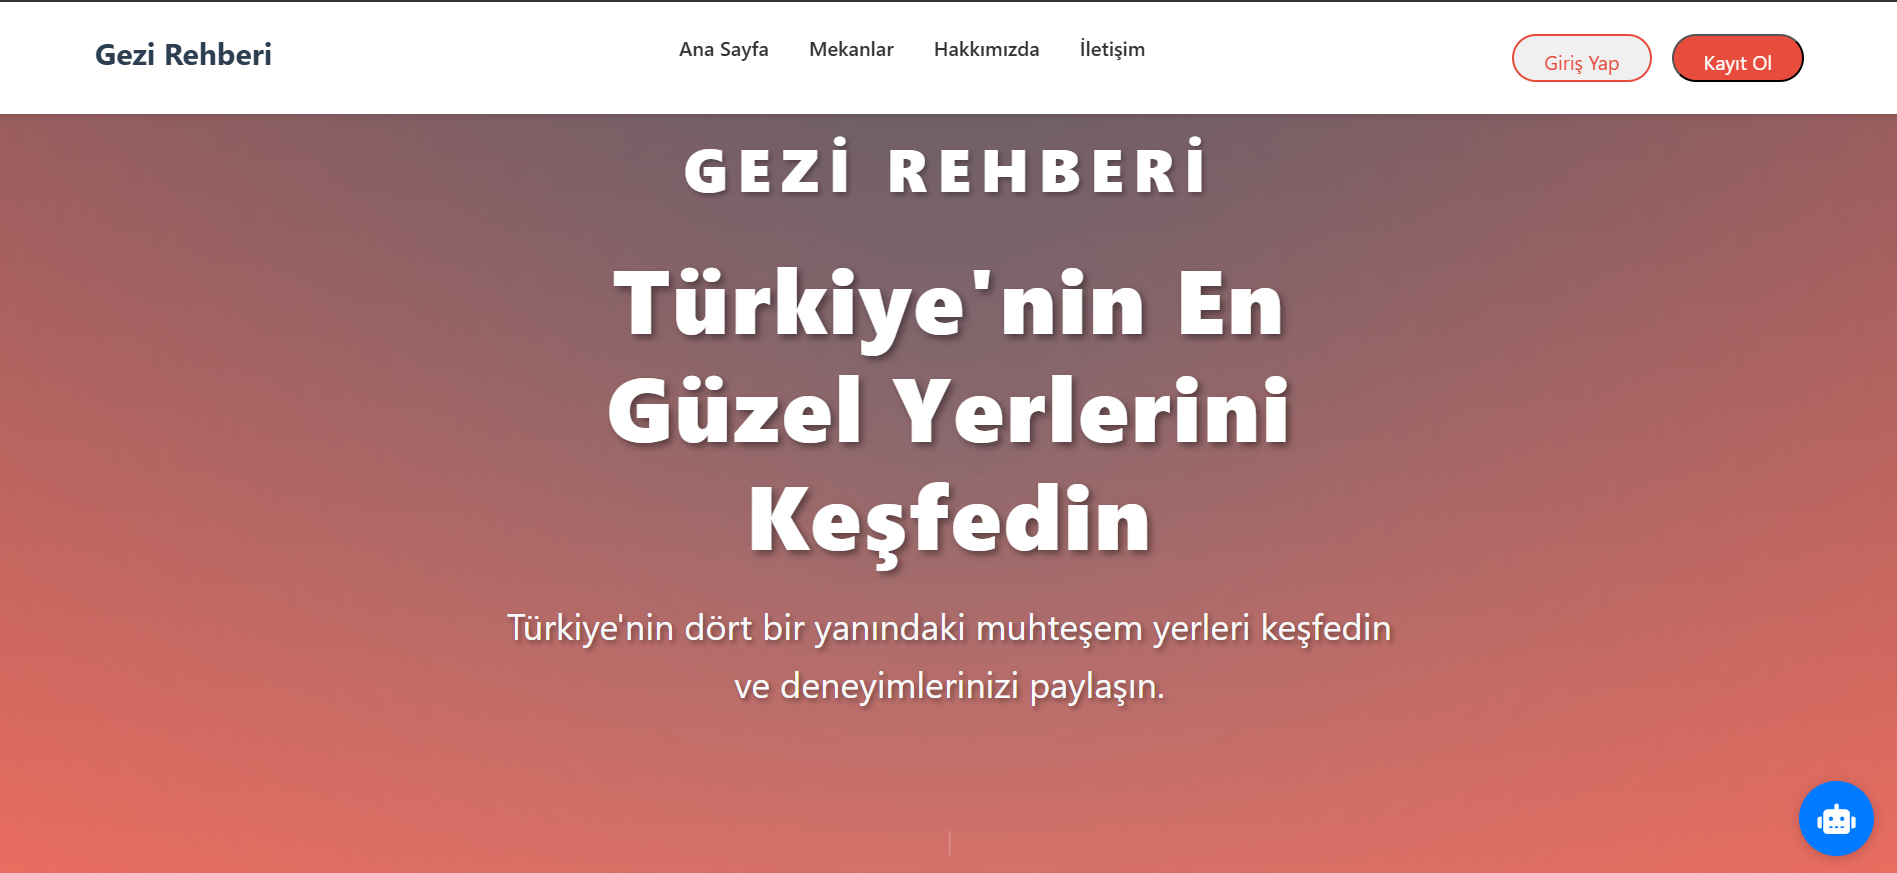 Gezi Rehberi
Ana Sayfa Mekanlar Hakkımızda İletişim
Giriş Yap Kayıt Ol
GEZİ REHBERİ
Türkiye'nin En
Güzel Yerlerini
Keşfedin
Türkiye'nin dört bir yanındaki muhteşem yerleri keşfedin
ve deneyimlerinizi paylaşın.